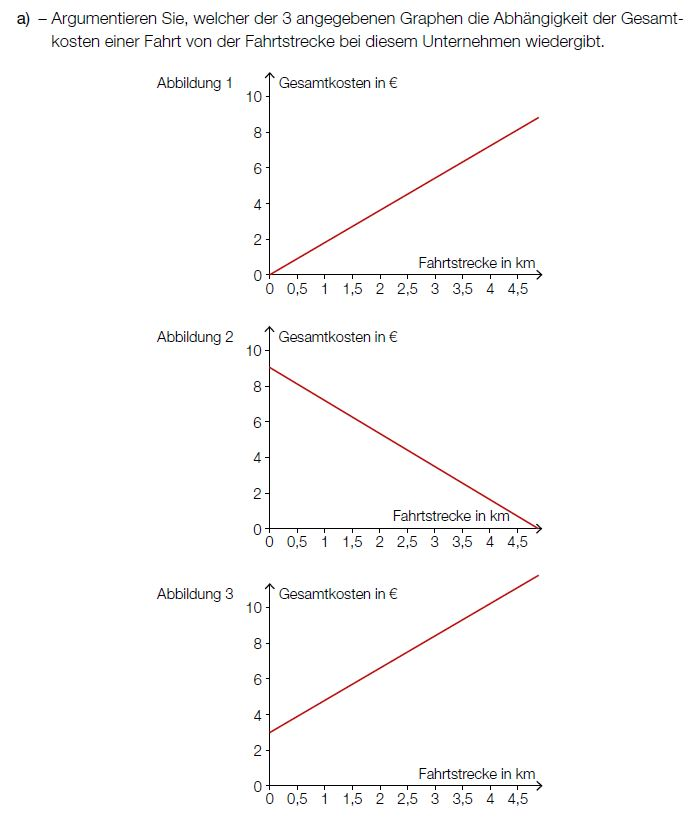 a) – Argumentieren Sie, welcher der 3 angegebenen Graphen die Abhängigkeit der Gesamt-
kosten einer Fahrt von der Fahrtstrecke bei diesem Unternehmen wiedergibt.
Abbildung 1
Gesamtkosten in €
10
8
6
4
2
0
Fahrtstrecke in km
0 0,5 1 1,5 2 2,5 3 3,5 4 4,5
Abbildung 2
Gesamtkosten in €
10
8
6
4
2
0
Fahrtstrecke in km
0 0,5 1 1,5 2 2,5 3 3,5 4 4,5
Abbildung 3
Gesamtkosten in €
10
8
6
4
2
0
Fahrtstrecke in km
0 0,5 1 1,5 2 2,5 3 3,5 4 4,5